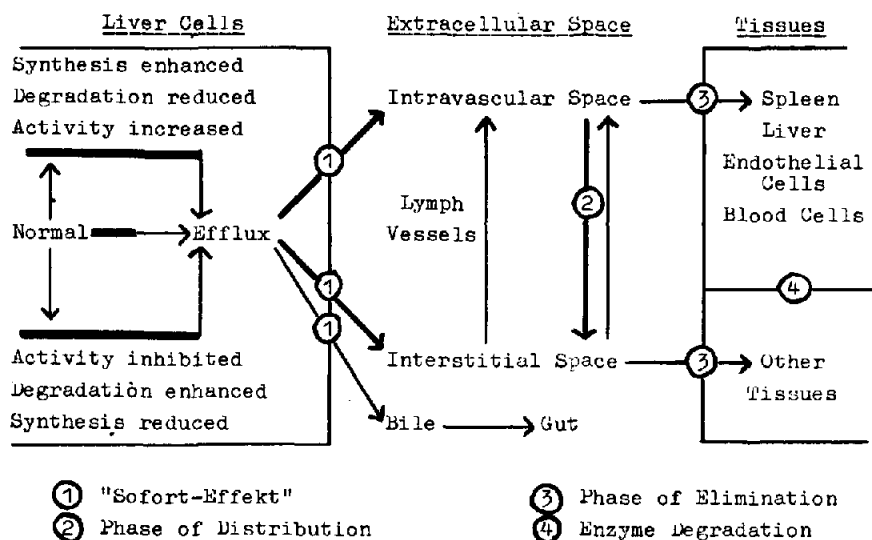 Liver Cells Extracellular Space Tissues
Synthesis enhanced
Degradation reduced
Activity increased
Intravascular Space ③ Spleen
Liver
Endothelial
Cells
Blood Cells
①
Lymph
Vessels
②
Normal Efflux
④
①
①
Activity inhibited
Degradation enhanced
Synthesis reduced
Interstitial Space ③ Other
Tissues
Bile Gut
① "Sofort-Effekt"
② Phase of Distribution
③ Phase of Elimination
④ Enzyme Degradation